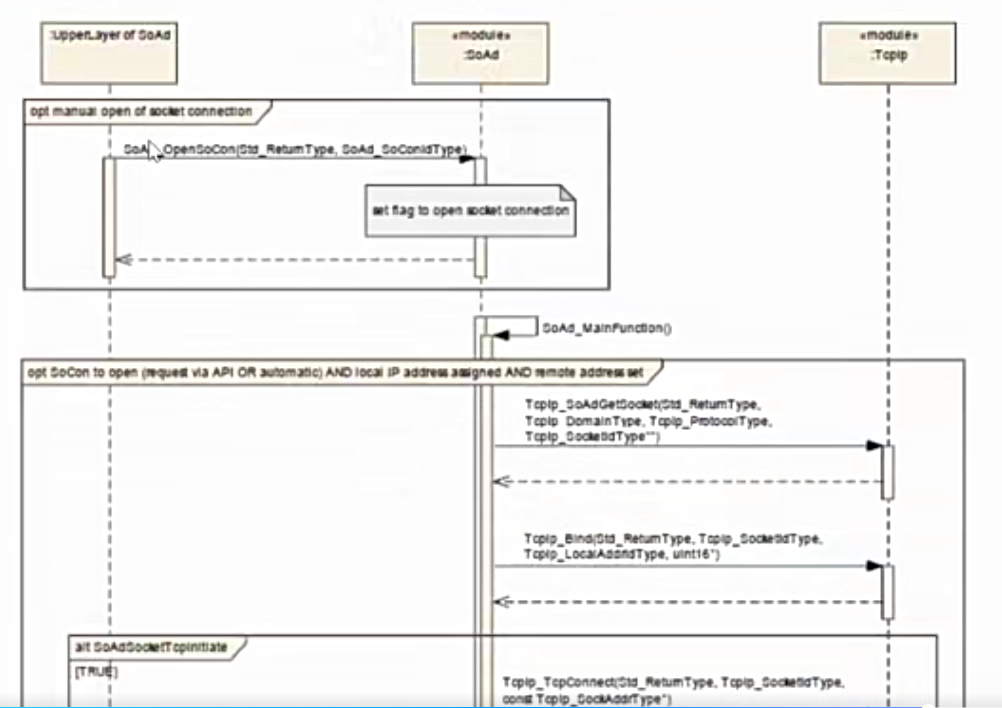 :UpperLayer of SoAd
«module»
:SoAd
«module»
:TcpIp
opt manual open of socket connection
SoAd_OpenSoCon(Std_ReturnType, SoAd_SoConIdType)
set flag to open socket connection
SoAd_MainFunction()
opt SoCon to open (request via API OR automatic) AND local IP address assigned AND remote address set
TcpIp_SoAdGetSocket(Std_ReturnType,
TcpIp_DomainType, TcpIp_ProtocolType,
TcpIp_SocketIdType**)
TcpIp_Bind(Std_ReturnType, TcpIp_SocketIdType,
TcpIp_LocalAddrIdType, uint16*)
alt SoAdSocketTcpInitiate
[TRUE]
TcpIp_TcpConnect(Std_ReturnType, TcpIp_SocketIdType,
const TcpIp_SockAddrType*)